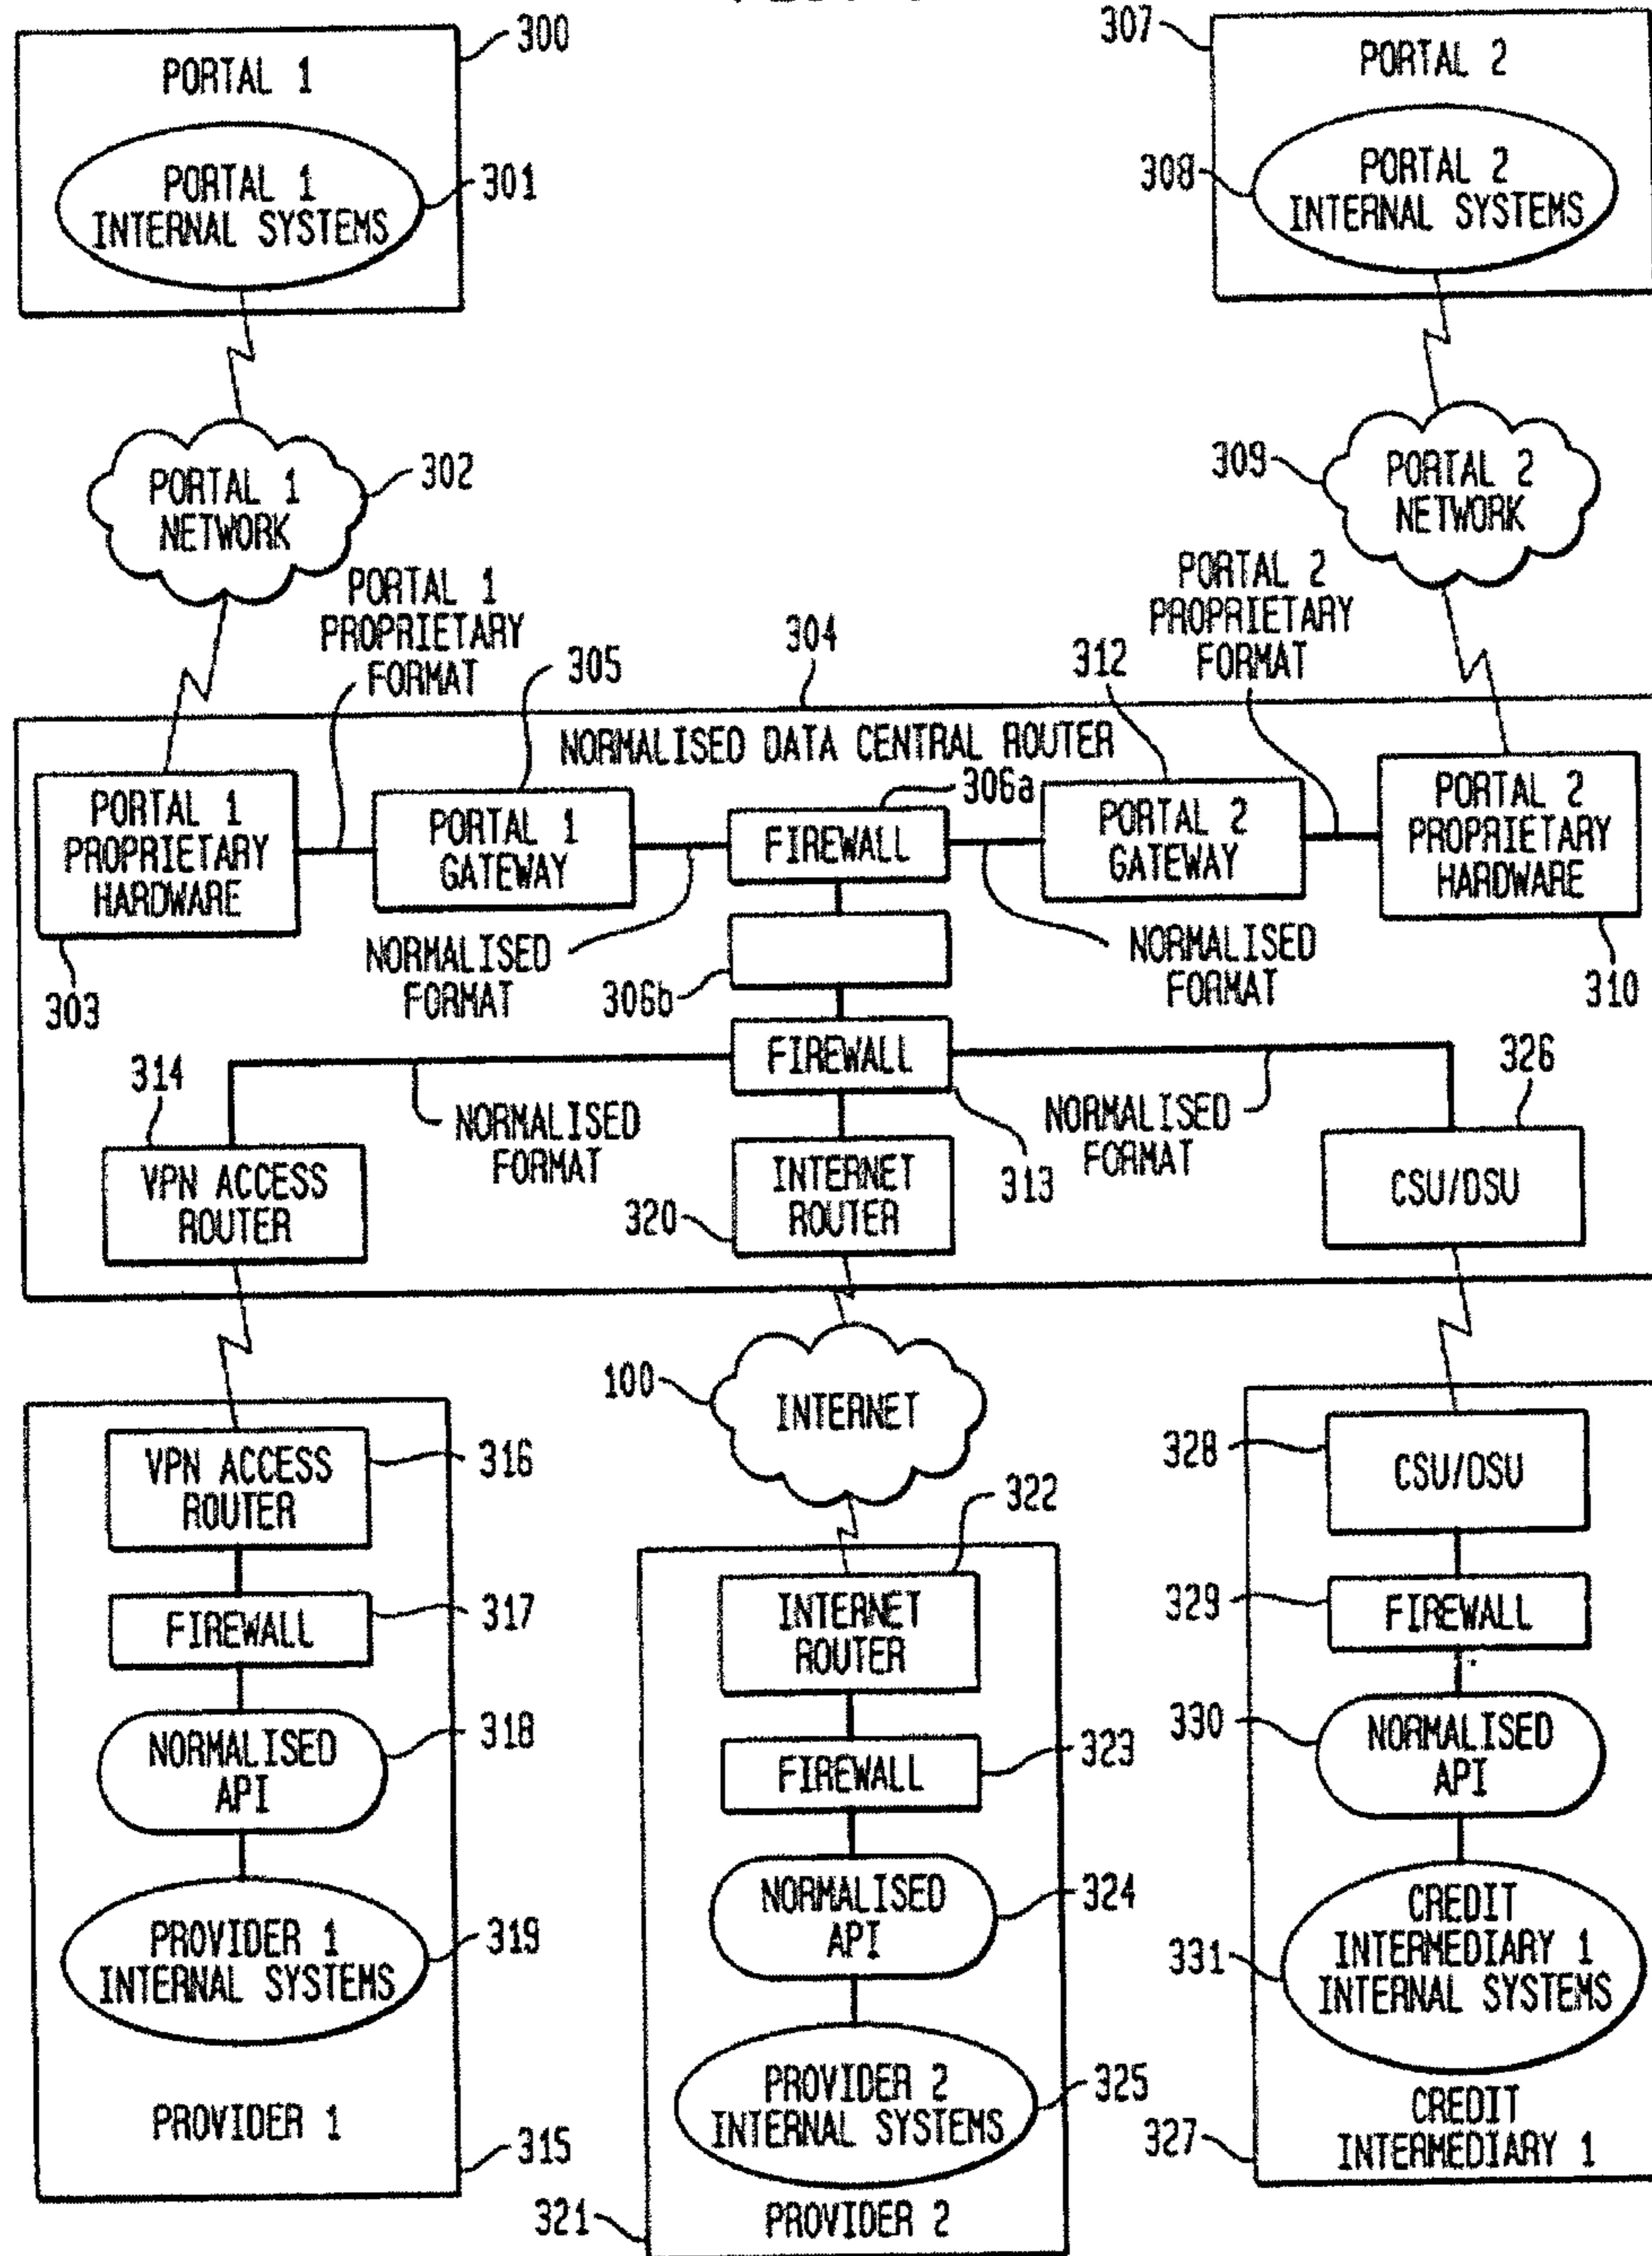 300
307
PORTAL 1
PORTAL 2
PORTAL 1
INTERNAL SYSTEMS
301
308
PORTAL 2
INTERNAL SYSTEMS
PORTAL 1
NETWORK
302
309
PORTAL 2
NETWORK
PORTAL 1
PROPRIETARY
FORMAT
305
304
312
PORTAL 2
PROPRIETARY
FORMAT
NORMALISED DATA CENTRAL ROUTER
306a
PORTAL 1
PROPRIETARY
HARDWARE
PORTAL 1
GATEWAY
FIREWALL
PORTAL 2
GATEWAY
PORTAL 2
PROPRIETARY
HARDWARE
303
NORMALISED
FORMAT
306b
NORMALISED
FORMAT
310
314
FIREWALL
326
NORMALISED
FORMAT
NORMALISED
FORMAT
313
VPN ACCESS
ROUTER
320
INTERNET
ROUTER
CSU/DSU
100
INTERNET
VPN ACCESS
ROUTER
316
322
328
CSU/DSU
FIREWALL
317
INTERNET
ROUTER
329
FIREWALL
NORMALISED
API
318
FIREWALL
323
330
NORMALISED
API
PROVIDER 1
INTERNAL SYSTEMS
319
NORMALISED
API
324
331
CREDIT
INTERMEDIARY 1
INTERNAL SYSTEMS
PROVIDER 2
INTERNAL SYSTEMS
325
PROVIDER 1
315
327
CREDIT
INTERMEDIARY 1
321
PROVIDER 2